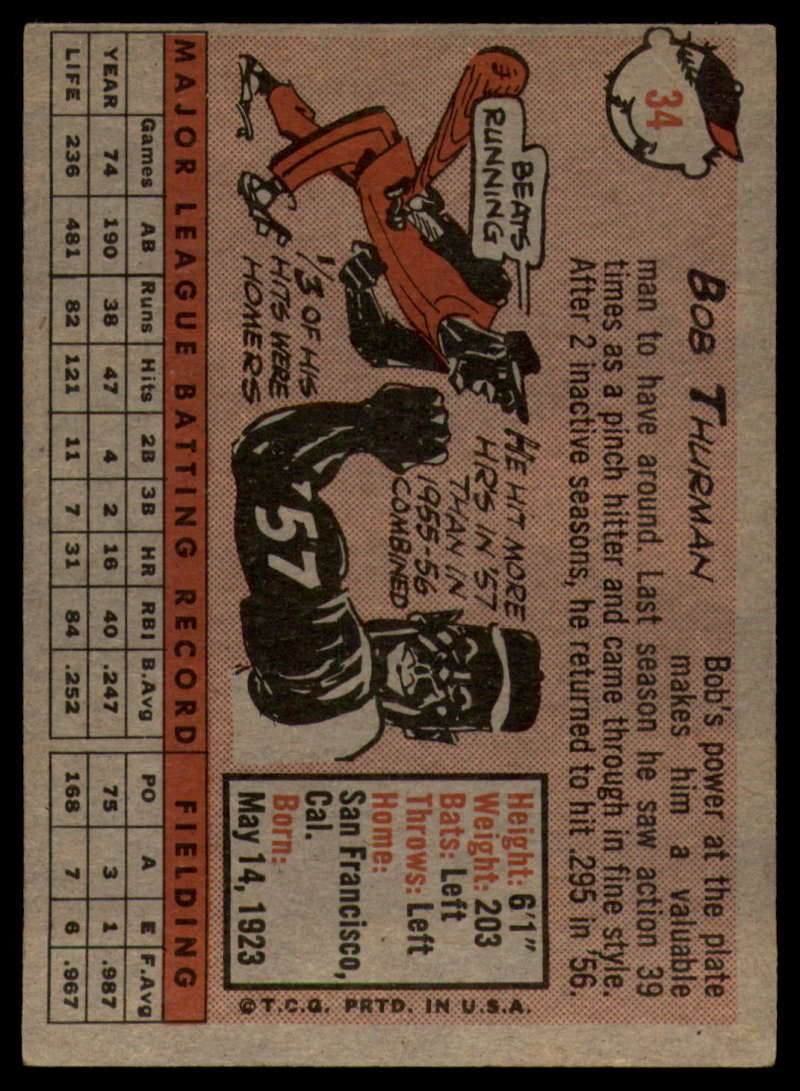 34
BOB THURMAN
Bob's power at the plate
makes him a valuable
man to have around. Last season he saw action 39
times as a pinch hitter and came through in fine style.
After 2 inactive seasons, he returned to hit .295 in '56.
BEATS
RUNNING
1/3 OF HIS
HITS WERE
HOMERS
HE HIT MORE
HR'S IN '57
THAN IN
1955-56
COMBINED
'57
Height: 6'1"
Weight: 203
Bats: Left
Throws: Left
Home:
San Francisco,
Cal.
Born:
May 14, 1923
© T.C.G. PRTD. IN U.S.A.
MAJOR LEAGUE BATTING RECORD FIELDING
Games AB Runs Hits 2B 3B HR RBI B.Avg PO A E F.Avg
YEAR 74 190 38 47 4 2 16 40 .247 75 3 1 .987
LIFE 236 481 82 121 11 7 31 84 .252 168 7 6 .967